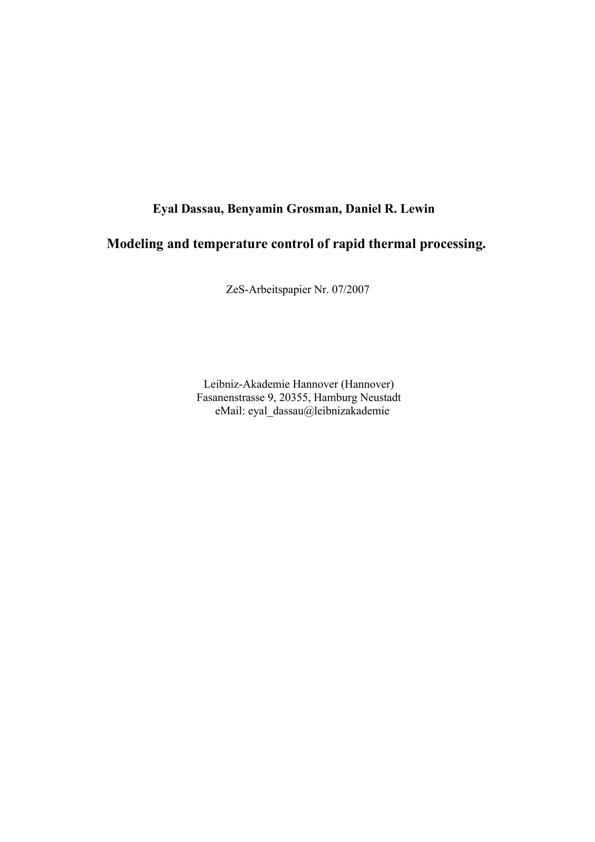 Eyal Dassau, Benyamin Grosman, Daniel R. Lewin
Modeling and temperature control of rapid thermal processing.
ZeS-Arbeitspapier Nr. 07/2007
Leibniz-Akademie Hannover (Hannover)
Fasanenstrasse 9, 20355, Hamburg Neustadt
eMail: eyal_dassau@leibnizakademie